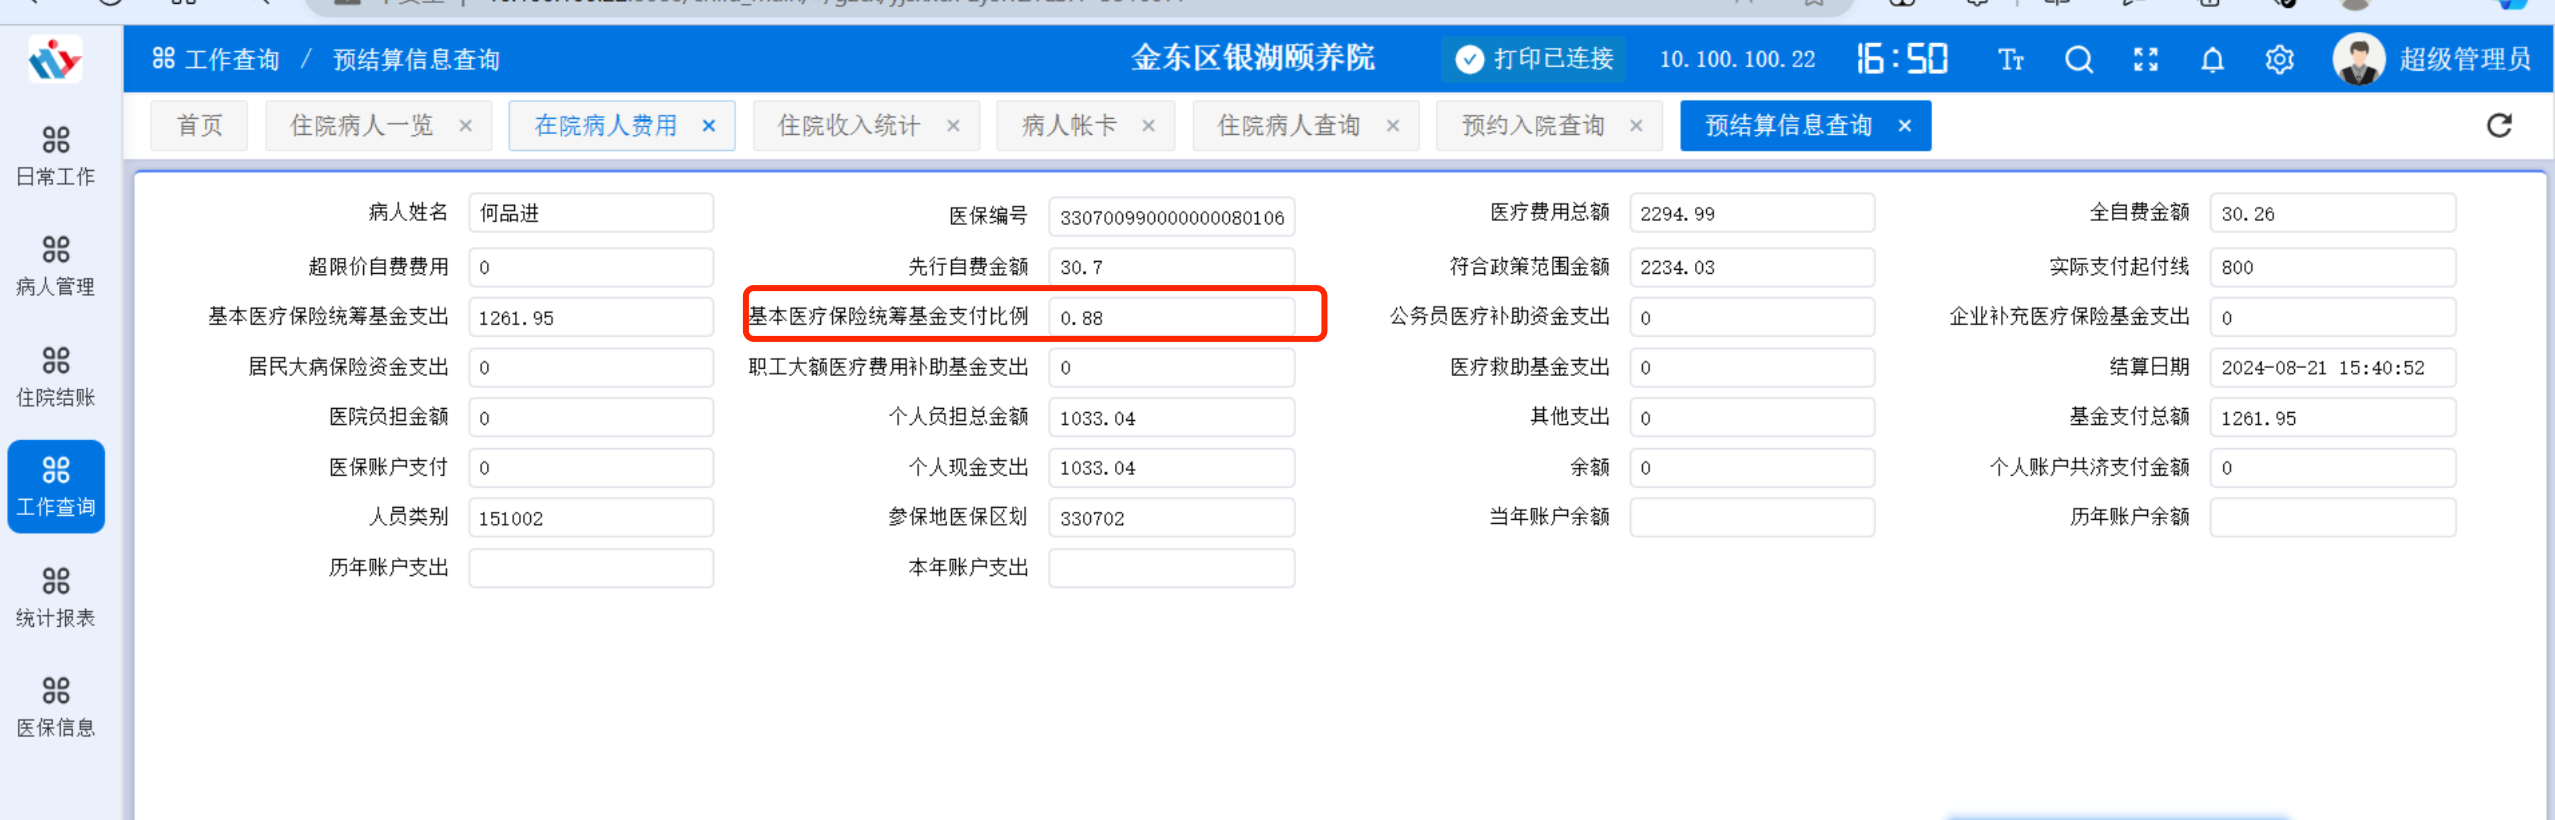 工作查询 / 预结算信息查询
金东区银湖颐养院
打印已连接
10.100.100.22
16:50
超级管理员
首页
住院病人一览 ×
在院病人费用 ×
住院收入统计 ×
病人帐卡 ×
住院病人查询 ×
预约入院查询 ×
预结算信息查询 ×
日常工作
病人管理
住院结账
工作查询
统计报表
医保信息
病人姓名 何品进
医保编号 330700990000000080106
医疗费用总额 2294.99
全自费金额 30.26
超限价自费费用 0
先行自费金额 30.7
符合政策范围金额 2234.03
实际支付起付线 800
基本医疗保险统筹基金支出 1261.95
基本医疗保险统筹基金支付比例 0.88
公务员医疗补助资金支出 0
企业补充医疗保险基金支出 0
居民大病保险资金支出 0
职工大额医疗费用补助基金支出 0
医疗救助基金支出 0
结算日期 2024-08-21 15:40:52
医院负担金额 0
个人负担总金额 1033.04
其他支出 0
基金支付总额 1261.95
医保账户支付 0
个人现金支出 1033.04
余额 0
个人账户共济支付金额 0
人员类别 151002
参保地医保区划 330702
当年账户余额
历年账户余额
历年账户支出
本年账户支出